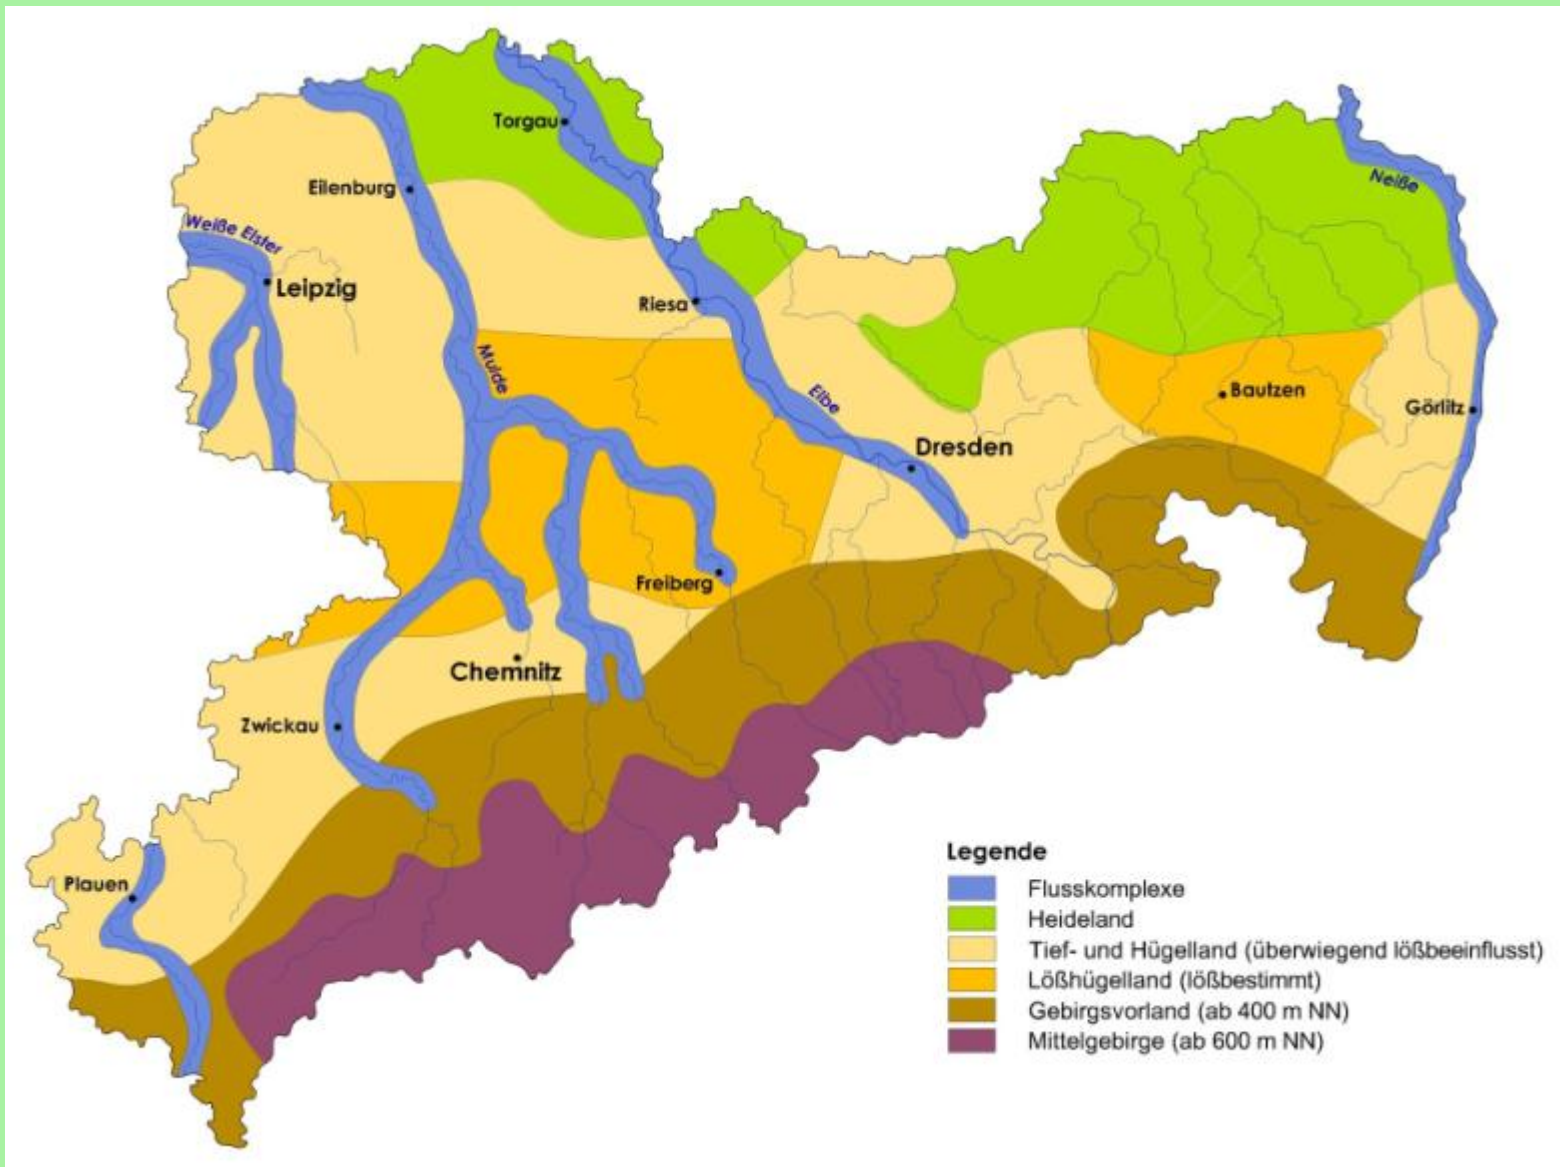 Torgau
Eilenburg
Neiße
Weiße Elster
Leipzig
Riesa
Mulde
Elbe
Bautzen
Görlitz
Dresden
Freiberg
Chemnitz
Zwickau
Plauen
Legende
Flusskomplexe
Heideland
Tief- und Hügelland (überwiegend lößbeeinflusst)
Lößhügelland (lößbestimmt)
Gebirgsvorland (ab 400 m NN)
Mittelgebirge (ab 600 m NN)